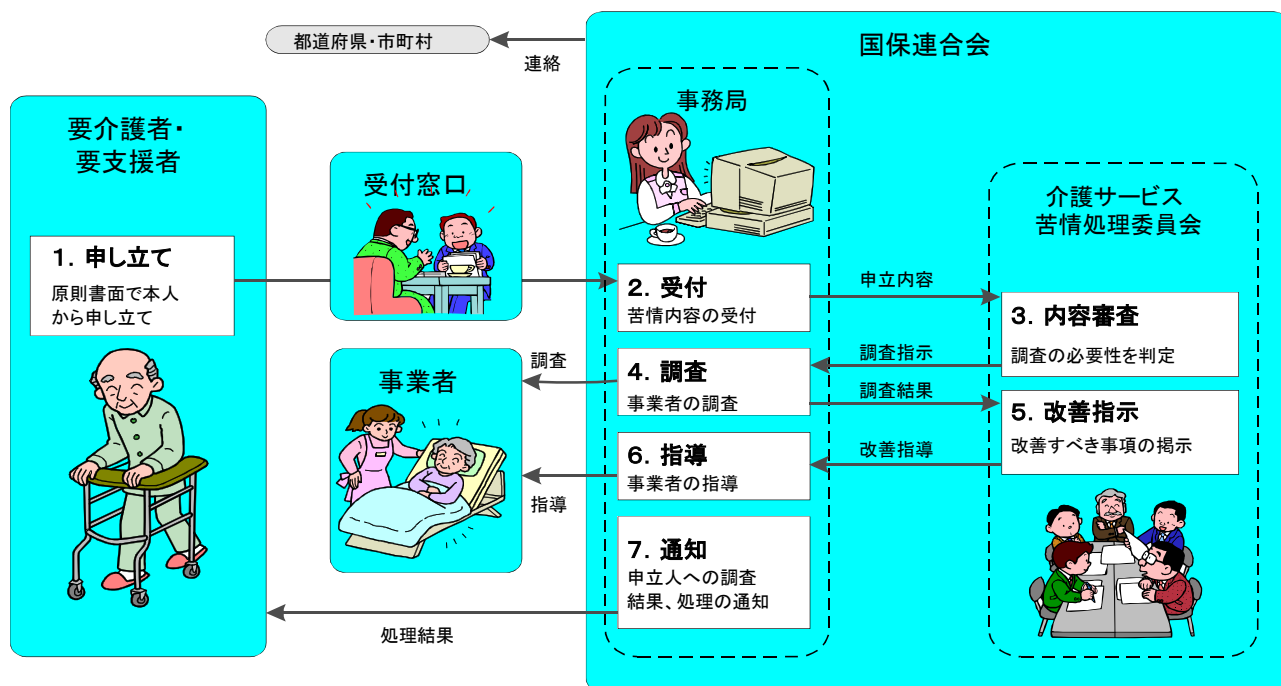 都道府県・市町村
連絡
国保連合会
要介護者・
要支援者
1. 申し立て
原則書面で本人
から申し立て
受付窓口
事業者
調査
指導
処理結果
事務局
2. 受付
苦情内容の受付
4. 調査
事業者の調査
6. 指導
事業者の指導
7. 通知
申立人への調査
結果、処理の通知
申立内容
調査指示
調査結果
改善指導
介護サービス
苦情処理委員会
3. 内容審査
調査の必要性を判定
5. 改善指示
改善すべき事項の掲示